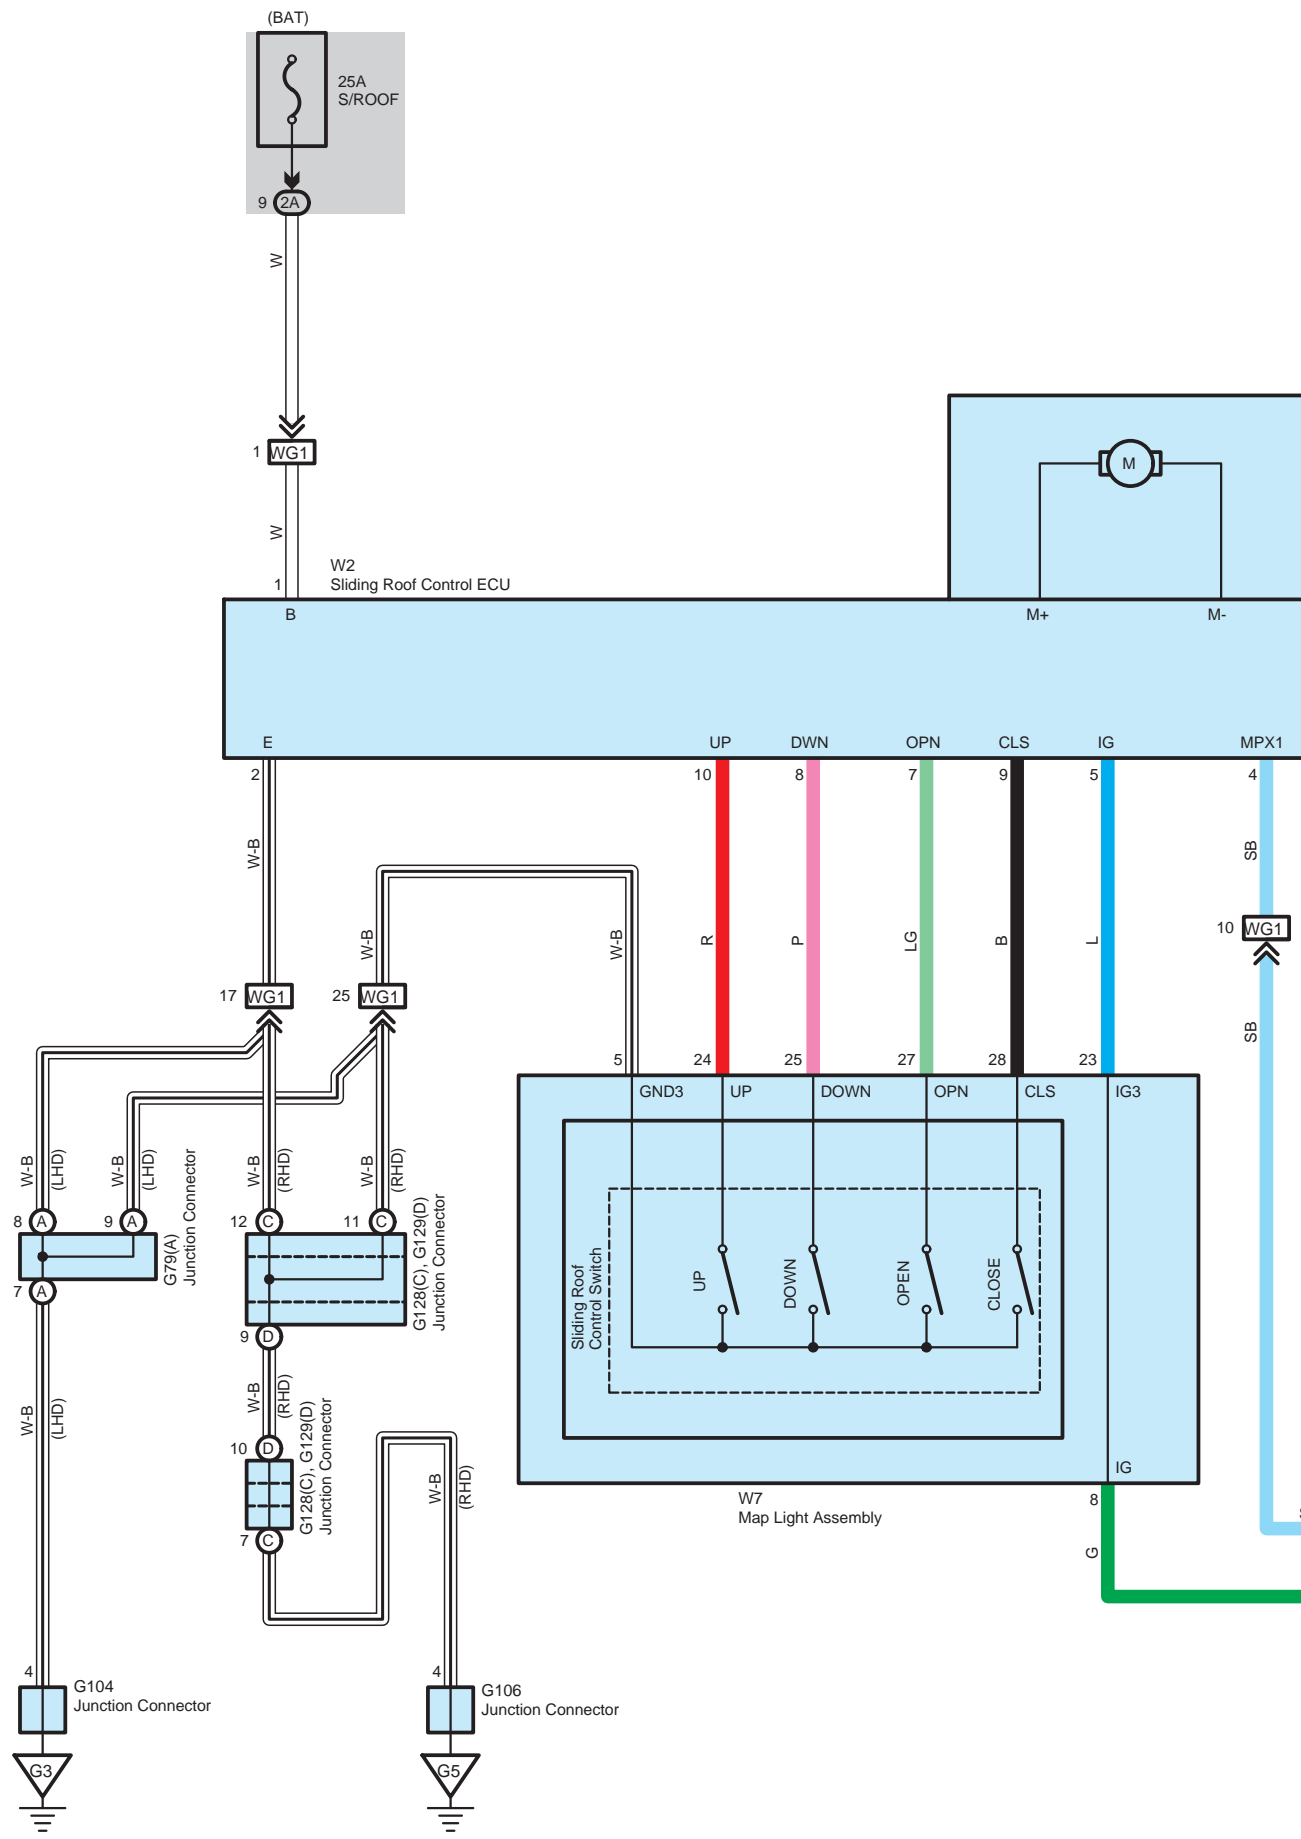 (BAT)
25A
S/ROOF
9
2A
W
1
WG1
M
W
W2
Sliding Roof Control ECU
1
B
M+
M-
E
UP
DWN
OPN
CLS
IG
MPX1
2
10
8
7
9
5
4
W-B
SB
W-B
W-B
R
P
LG
B
L
10
WG1
17
WG1
25
WG1
SB
5
24
25
27
28
23
GND3
UP
DOWN
OPN
CLS
IG3
W-B
(LHD)
W-B
(LHD)
W-B
(RHD)
W-B
(RHD)
8
A
9
A
12
C
11
C
G79(A)
Junction Connector
G128(C), G129(D)
Junction Connector
7
A
9
D
Sliding Roof
Control Switch
UP
DOWN
OPEN
CLOSE
W-B
(LHD)
W-B
(RHD)
10
D
G128(C), G129(D)
Junction Connector
7
C
W-B
(RHD)
IG
8
W7
Map Light Assembly
G
4
G104
Junction Connector
4
G106
Junction Connector
G3
G5